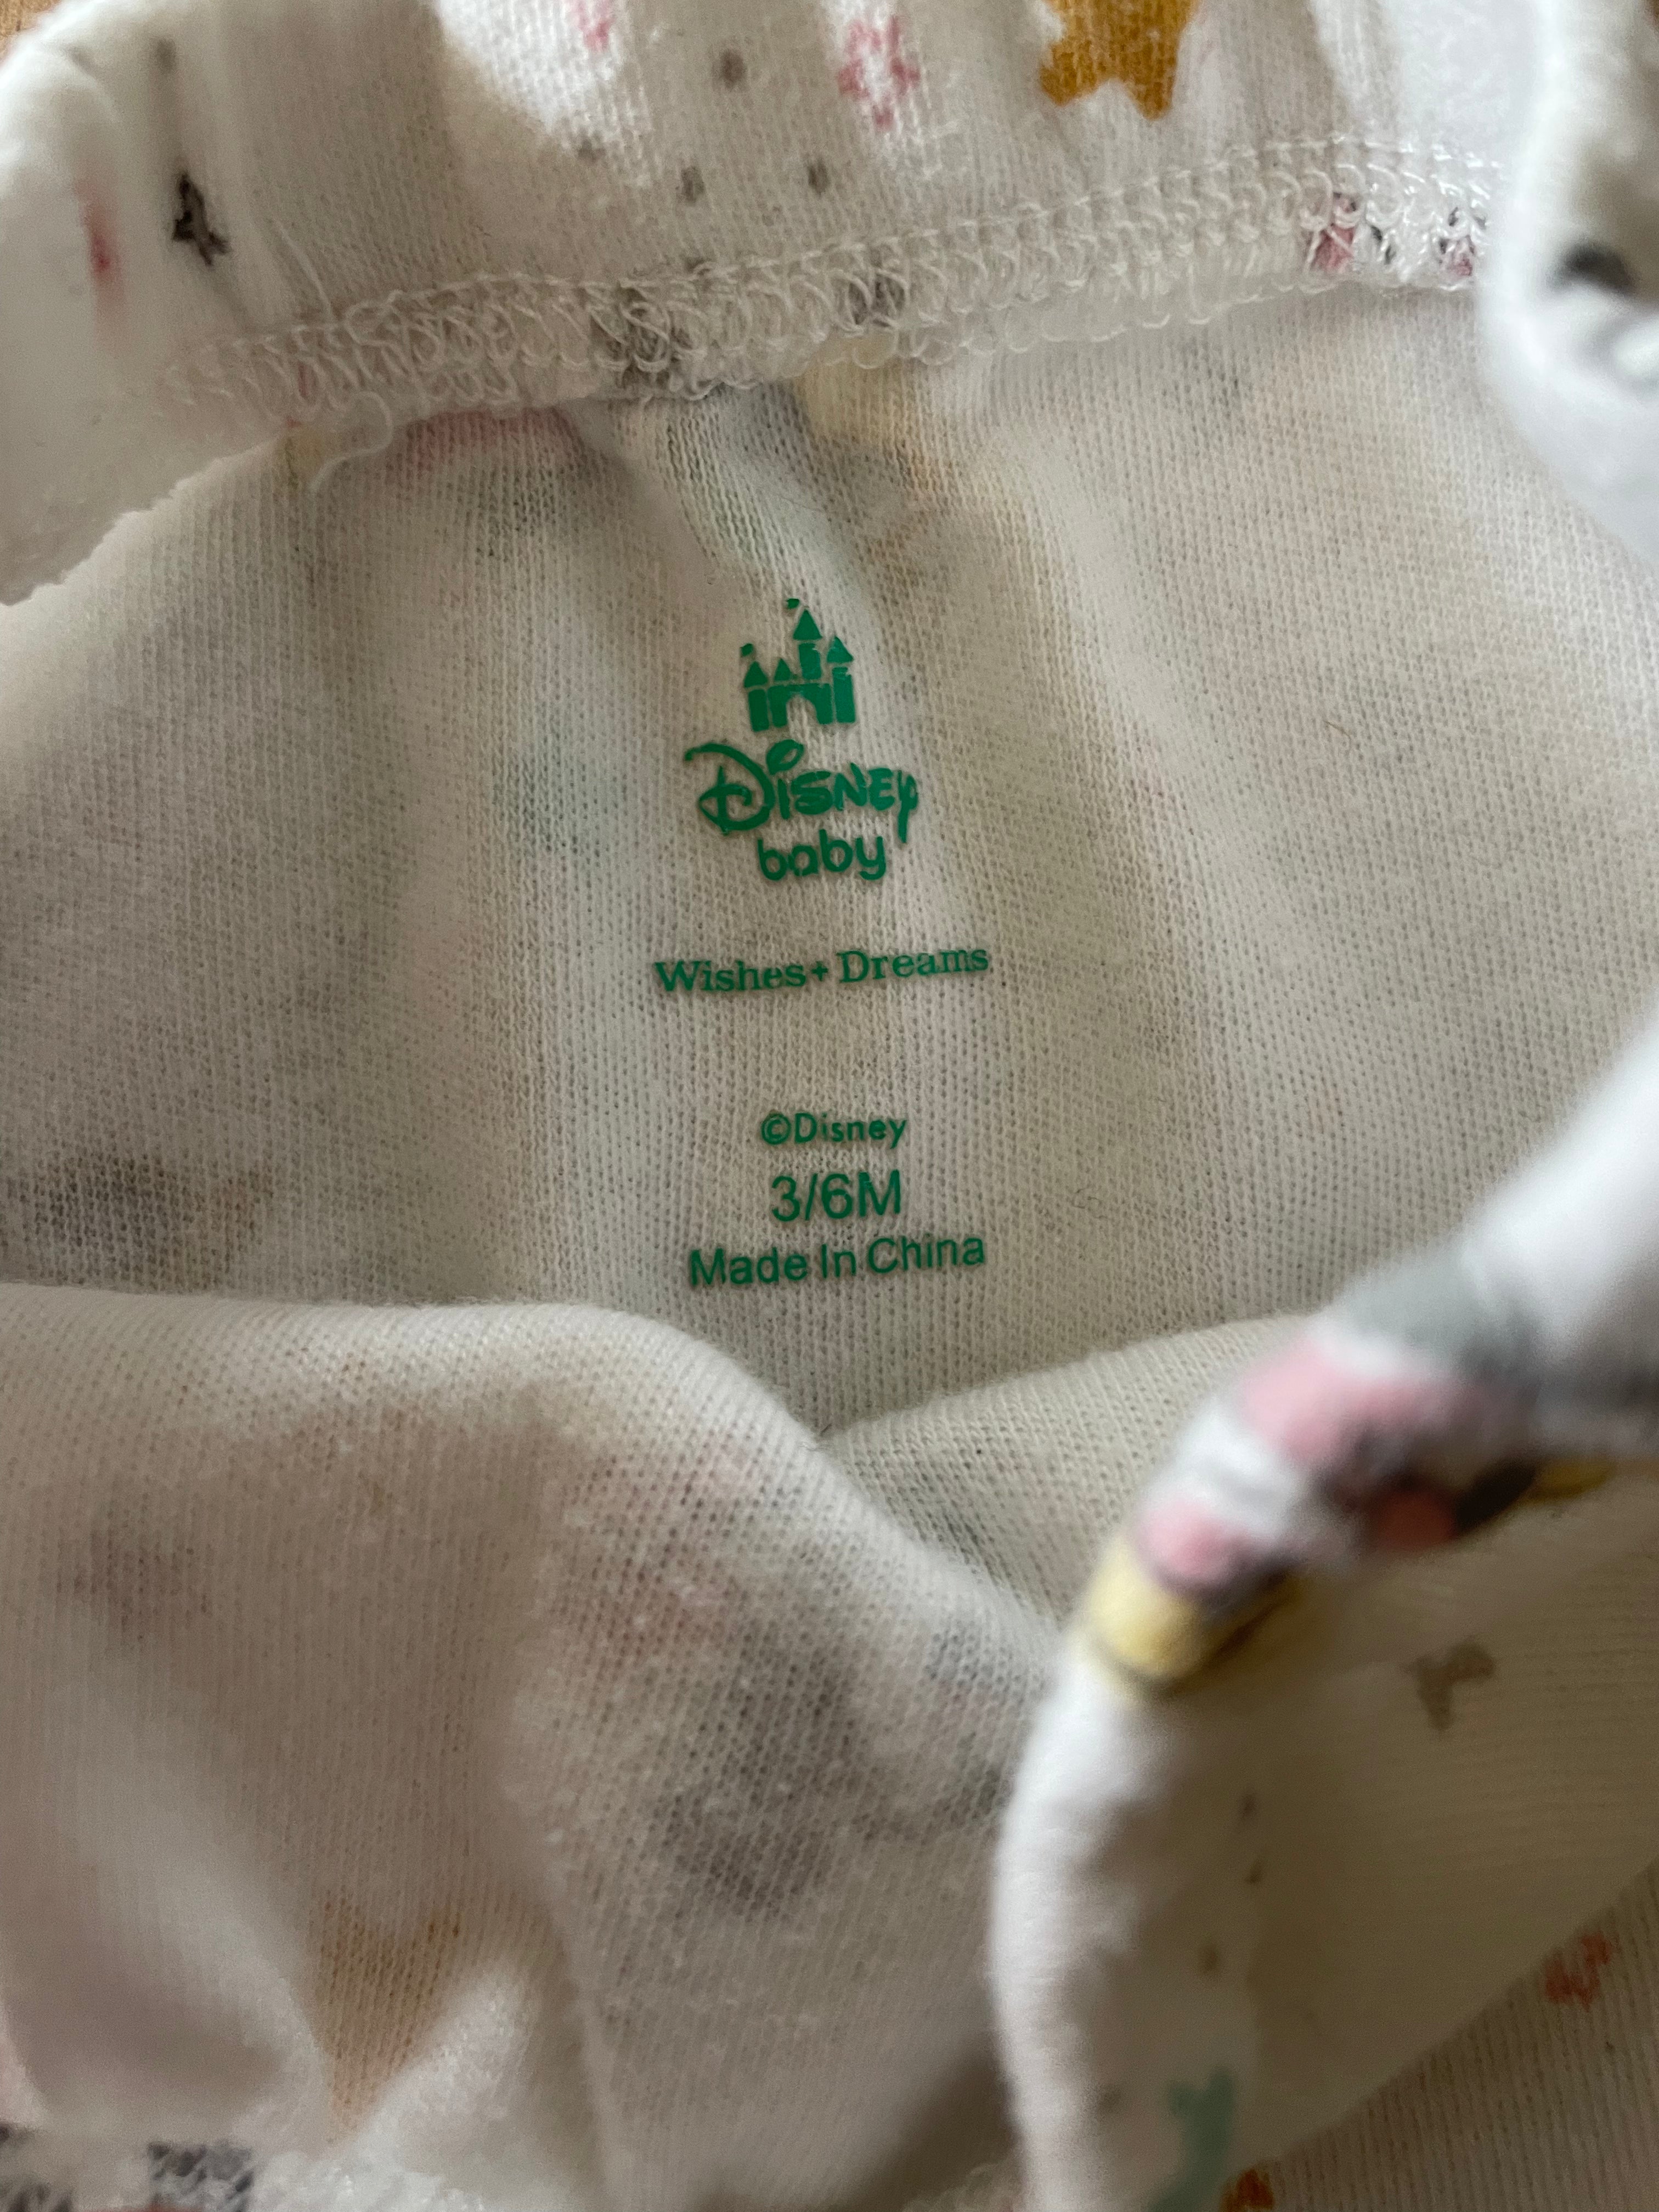 Disney
baby
Wishes+Dreams
©Disney
3/6M
Made In China